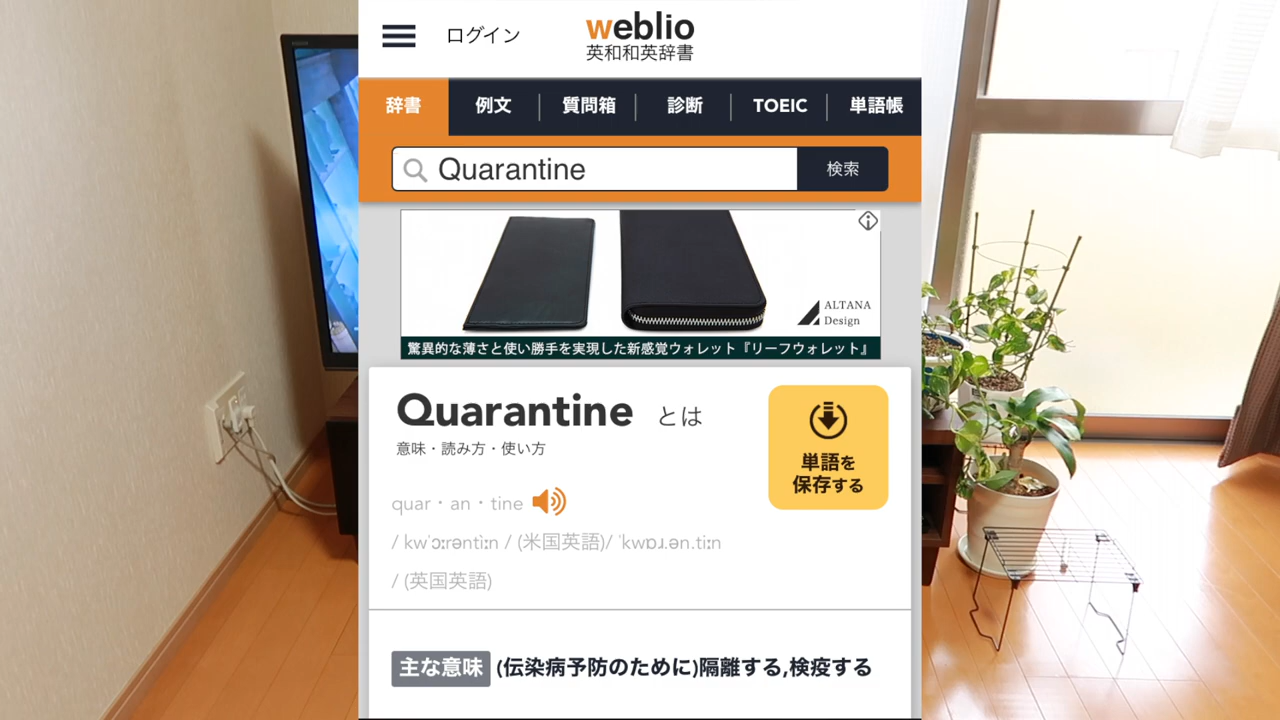 ログイン
weblio
英和和英辞書
辞書 例文 質問箱 診断 TOEIC 単語帳
Quarantine 検索
ALTANA
Design
驚異的な薄さと使い勝手を実現した新感覚ウォレット『リーフウォレット』
Quarantine とは
意味・読み方・使い方
単語を
保存する
quar・an・tine
/ kwˈɔːrəntìːn / (米国英語)/ ˈkwɒɹ.ən.tiːn
/ (英国英語)
主な意味 (伝染病予防のために)隔離する,検疫する